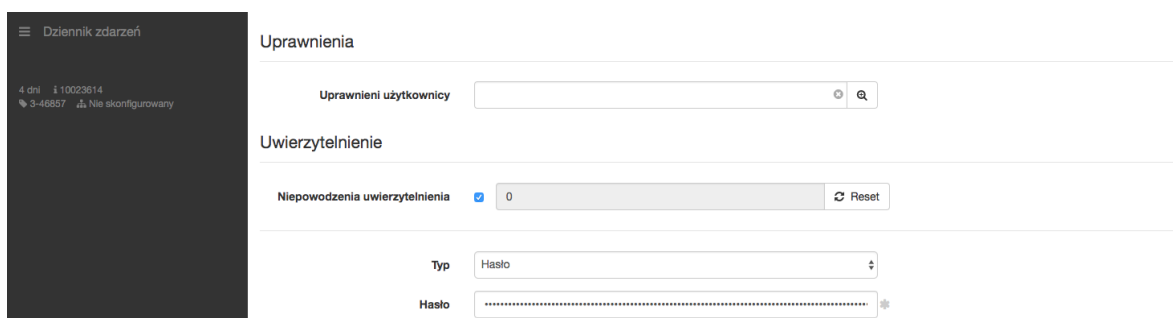 Dziennik zdarzeń
4 dni 10023614
3-46857 Nie skonfigurowany
Uprawnienia
Uprawnieni użytkownicy
Uwierzytelnienie
Niepowodzenia uwierzytelnienia 0 Reset
Typ Hasło
Hasło ••••••••••••••••••••••••••••••••••••••••••••••••••••••••••••••••••••••••••••••••••••••••••••••••